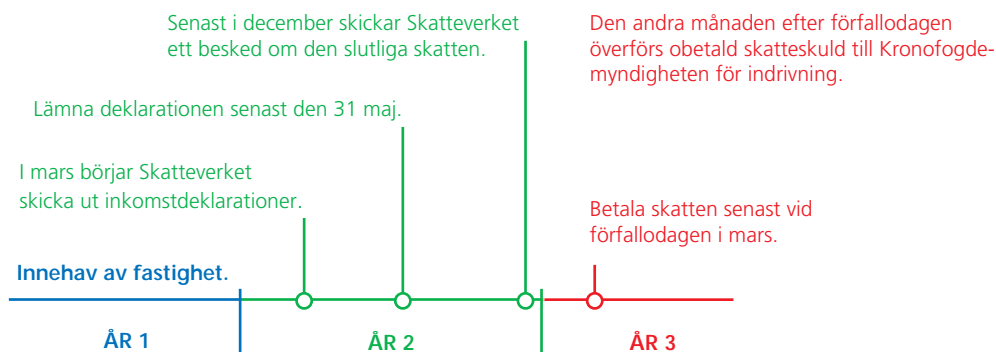 Senast i december skickar Skatteverket
ett besked om den slutliga skatten.
Den andra månaden efter förfallodagen
överförs obetald skatteskuld till Kronofogde-
myndigheten för indrivning.
Lämna deklarationen senast den 31 maj.
I mars börjar Skatteverket
skicka ut inkomstdeklarationer.
Betala skatten senast vid
förfallodagen i mars.
Innehav av fastighet.
ÅR 1
ÅR 2
ÅR 3